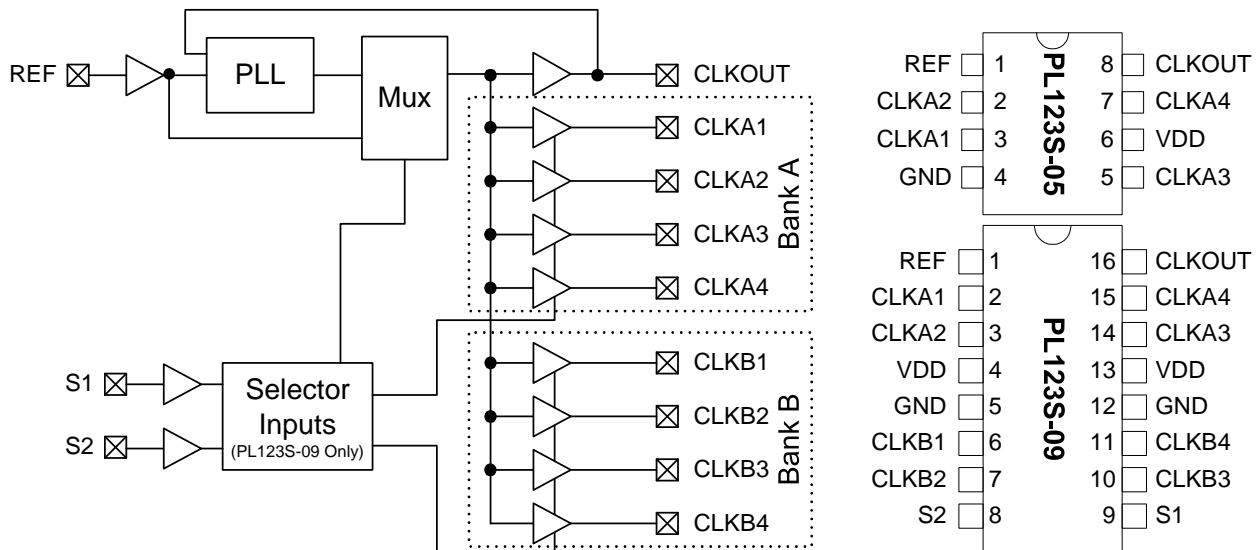 REF
PLL
Mux
CLKOUT
CLKA1
CLKA2
CLKA3
CLKA4
Bank A
S1
S2
Selector
Inputs
(PL123S-09 Only)
CLKB1
CLKB2
CLKB3
CLKB4
Bank B
REF 1 8 CLKOUT
CLKA2 2 7 CLKA4
CLKA1 3 6 VDD
GND 4 5 CLKA3
PL123S-05
REF 1 16 CLKOUT
CLKA1 2 15 CLKA4
CLKA2 3 14 CLKA3
VDD 4 13 VDD
GND 5 12 GND
CLKB1 6 11 CLKB4
CLKB2 7 10 CLKB3
S2 8 9 S1
PL123S-09